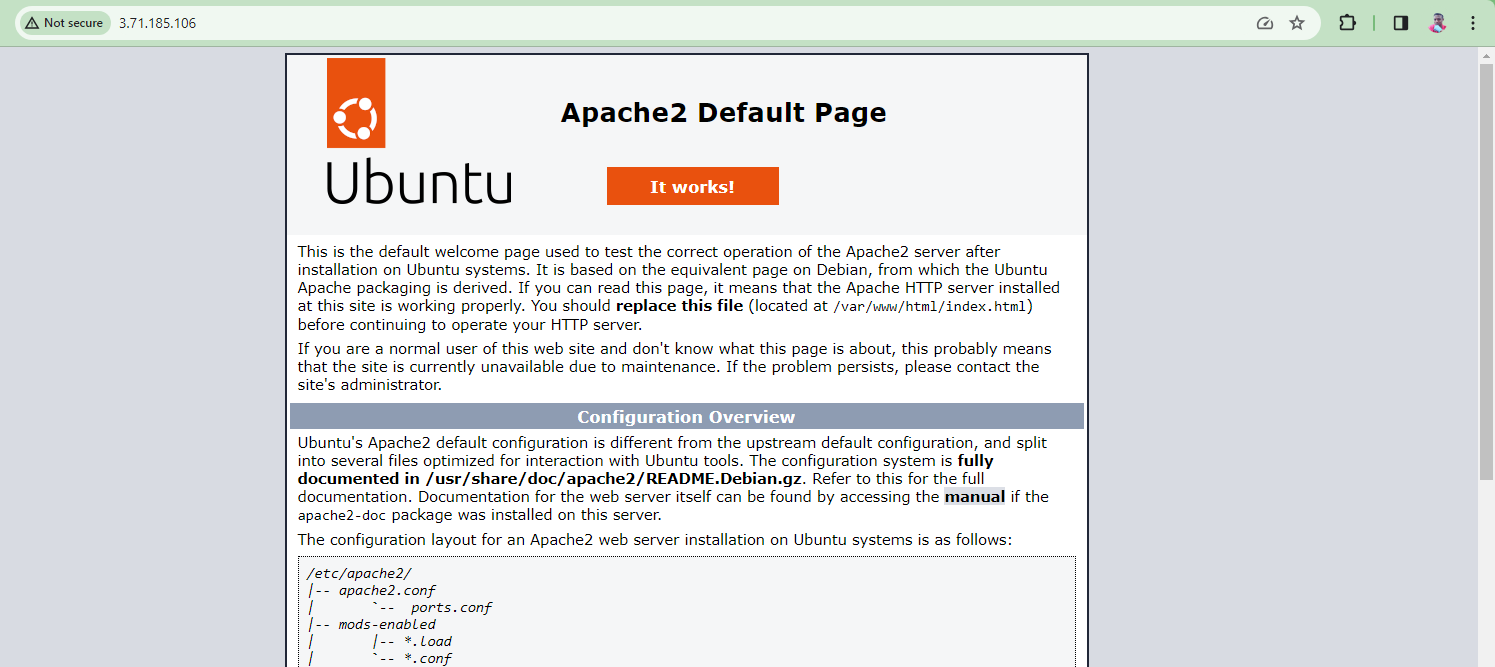 Not secure 3.71.185.106
Apache2 Default Page
Ubuntu
It works!
This is the default welcome page used to test the correct operation of the Apache2 server after
installation on Ubuntu systems. It is based on the equivalent page on Debian, from which the Ubuntu
Apache packaging is derived. If you can read this page, it means that the Apache HTTP server installed
at this site is working properly. You should replace this file (located at /var/www/html/index.html)
before continuing to operate your HTTP server.
If you are a normal user of this web site and don't know what this page is about, this probably means
that the site is currently unavailable due to maintenance. If the problem persists, please contact the
site's administrator.
Configuration Overview
Ubuntu's Apache2 default configuration is different from the upstream default configuration, and split
into several files optimized for interaction with Ubuntu tools. The configuration system is fully
documented in /usr/share/doc/apache2/README.Debian.gz. Refer to this for the full
documentation. Documentation for the web server itself can be found by accessing the manual if the
apache2-doc package was installed on this server.
The configuration layout for an Apache2 web server installation on Ubuntu systems is as follows:
/etc/apache2/
|-- apache2.conf
|       `--  ports.conf
|-- mods-enabled
|       |-- *.load
|       `-- *.conf